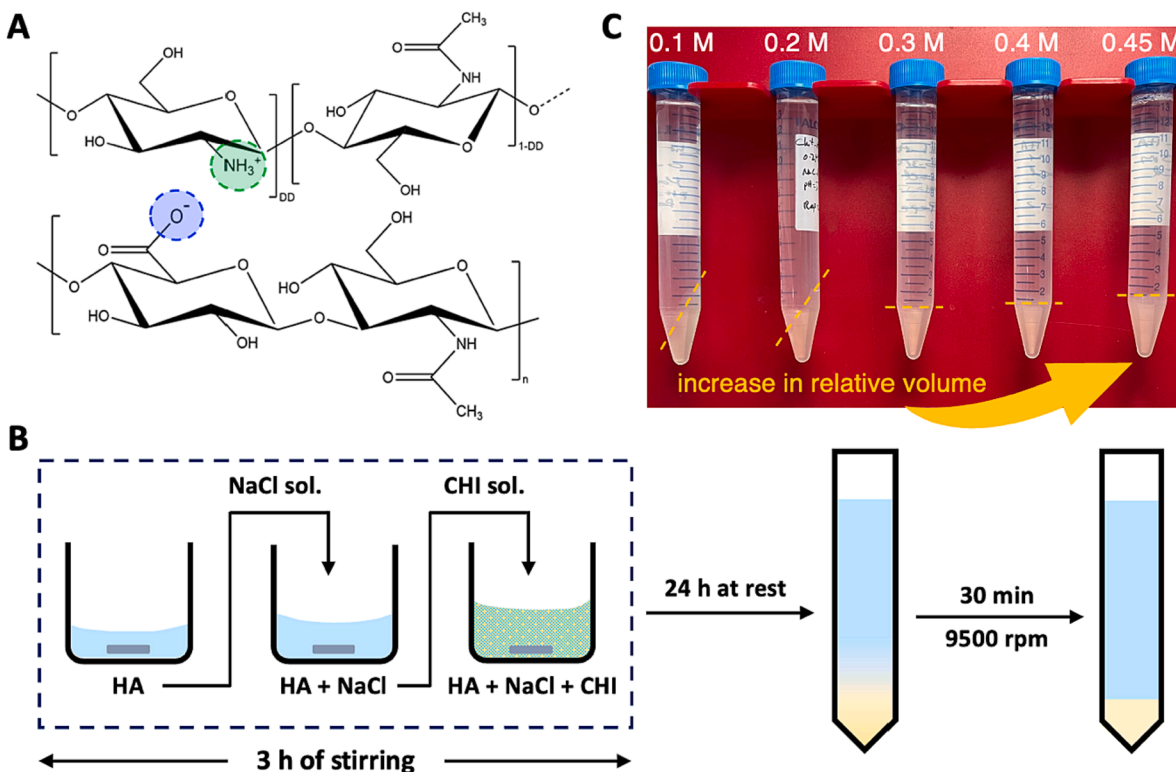 A
OH
O
O
HO
NH₃⁺
DD
CH₃
O
NH
HO
O
OH
O
1-DD
O⁻
O
O
HO
OH
O
O
OH
HO
O
NH
O
CH₃
n
C
0.1 M 0.2 M 0.3 M 0.4 M 0.45 M
increase in relative volume
B
NaCl sol. CHI sol.
HA HA + NaCl HA + NaCl + CHI
3 h of stirring
24 h at rest
30 min
9500 rpm